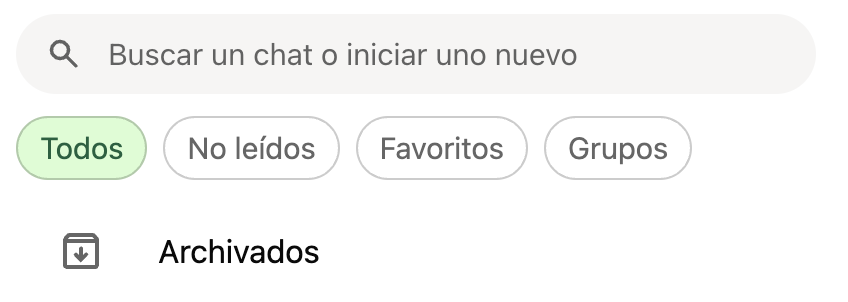 Buscar un chat o iniciar uno nuevo
Todos No leídos Favoritos Grupos
Archivados